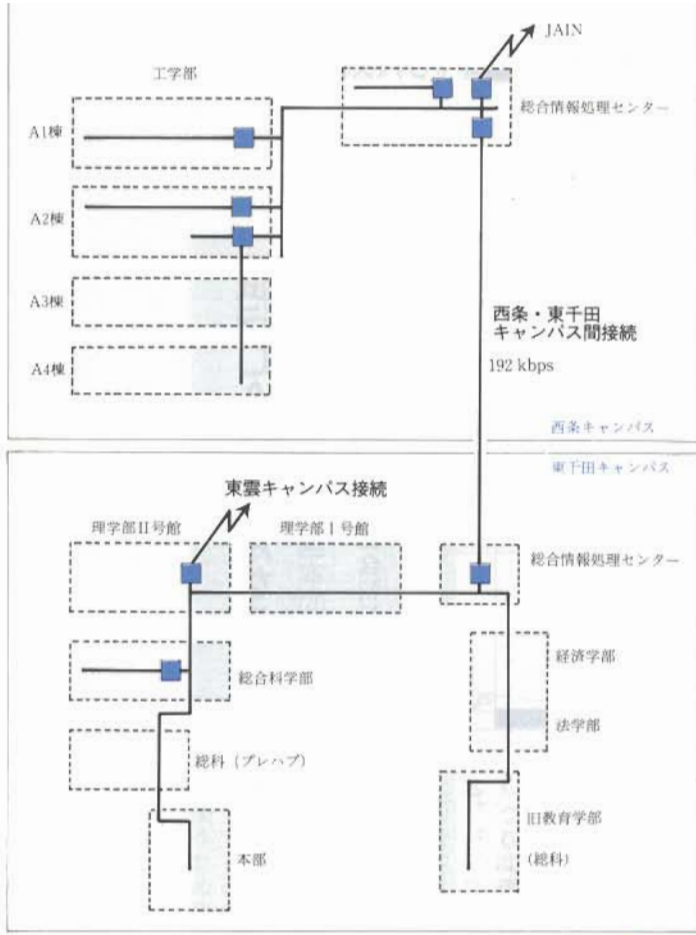 JAIN
工学部
総合情報処理センター
A1棟
A2棟
A3棟
A4棟
西条・東千田
キャンパス間接続
192 kbps
西条キャンパス
東千田キャンパス
東雲キャンパス接続
理学部II号館
理学部I号館
総合情報処理センター
総合科学部
経済学部
法学部
総科（プレハブ）
旧教育学部
（総科）
本部